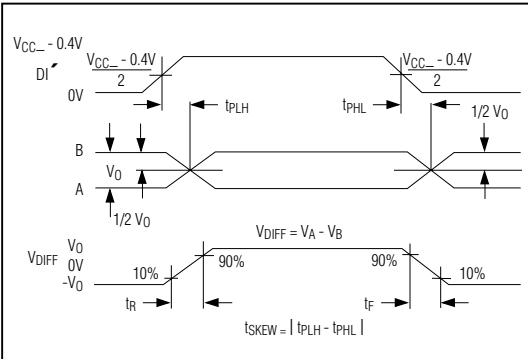 VCC_ - 0.4V
DI´
VCC_ - 0.4V
2
0V
tPLH
VCC_ - 0.4V
2
tPHL
1/2 VO
B
VO
A
1/2 VO
VDIFF = VA - VB
VDIFF
VO
0V
-VO
10%
90%
90%
10%
tR
tF
tSKEW = | tPLH - tPHL |